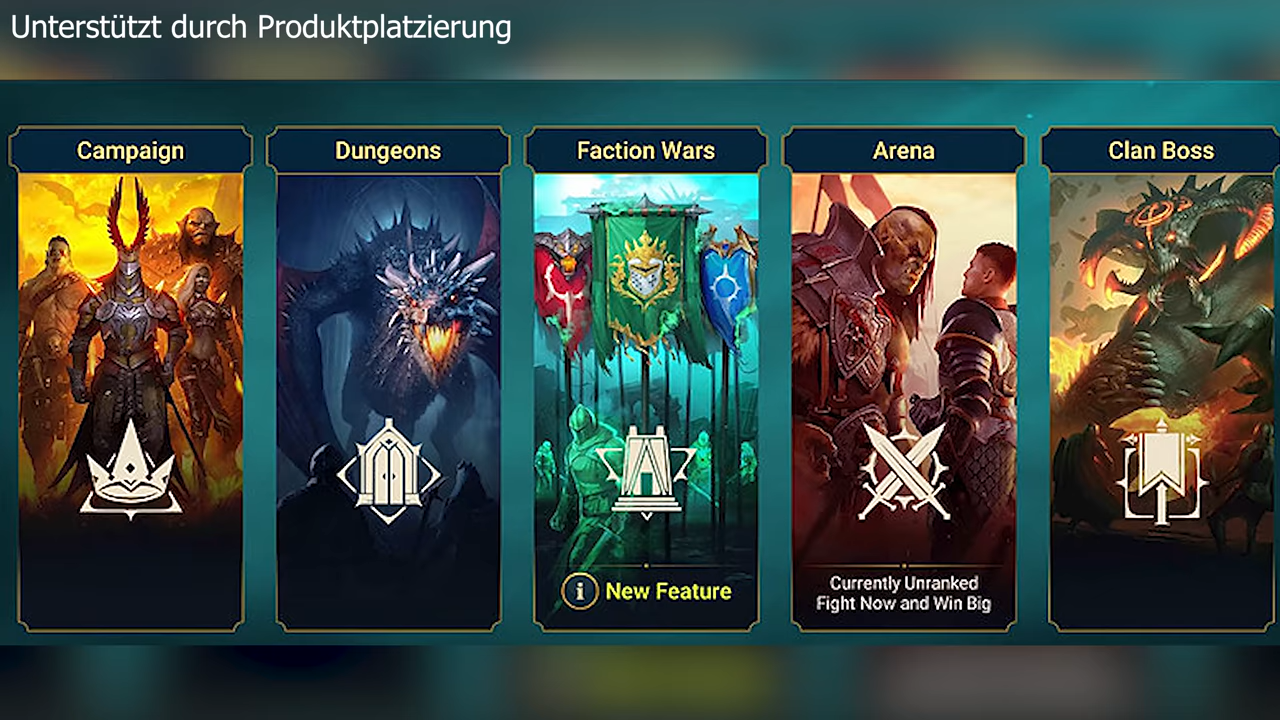 Unterstützt durch Produktplatzierung
Campaign
Dungeons
Faction Wars
Arena
Clan Boss
i New Feature
Currently Unranked
Fight Now and Win Big